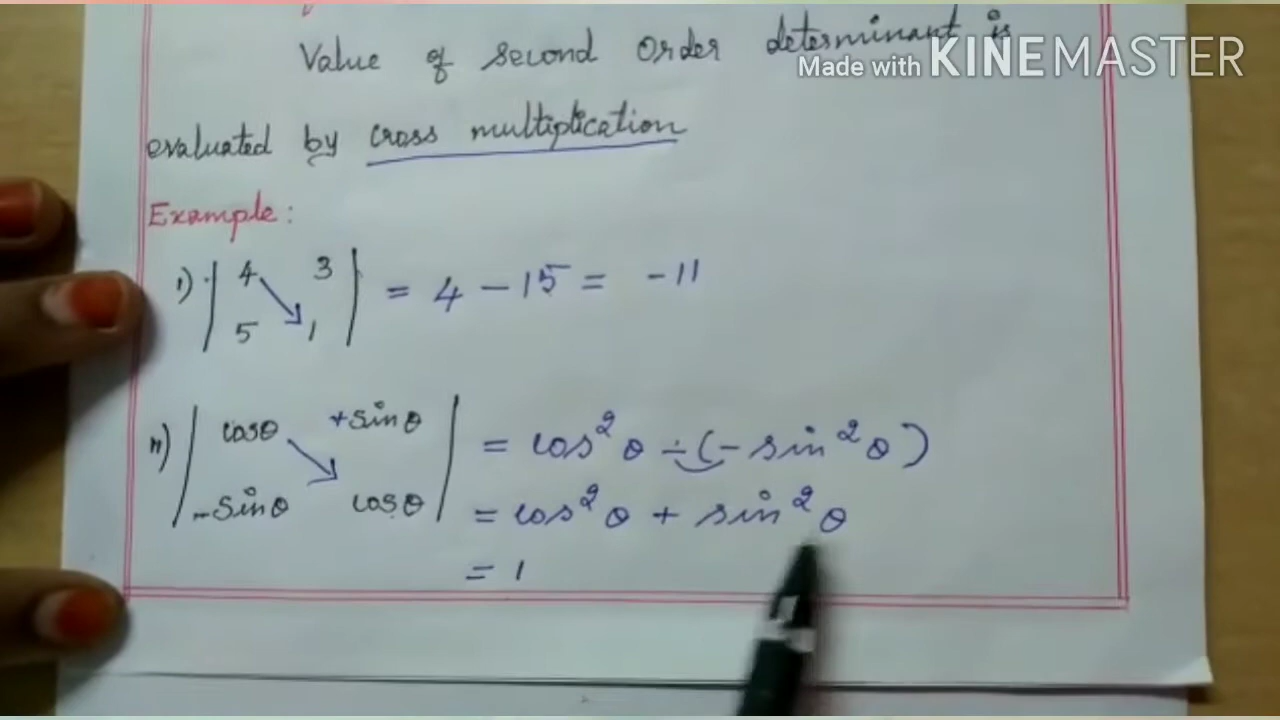 Value of second order determinant is
Made with KINEMASTER
evaluated by cross multiplication
Example:
i) | 4 3 | = 4 - 15 = -11
5 1
ii) | cosθ +sinθ | = cos²θ -(-sin²θ)
-sinθ cosθ = cos²θ + sin²θ
= 1